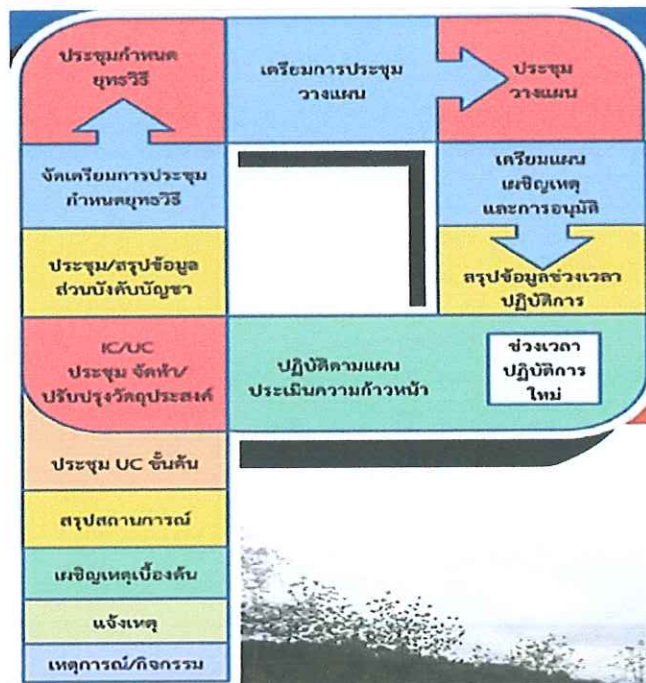 ประชุมกำหนด
ยุทธวิธี
เตรียมการประชุม
วางแผน
ประชุม
วางแผน
จัดเตรียมการประชุม
กำหนดยุทธวิธี
เตรียมแผน
เผชิญเหตุ
และการอนุมัติ
ประชุม/สรุปข้อมูล
ส่วนบังคับบัญชา
สรุปข้อมูลช่วงเวลา
ปฏิบัติการ
IC/UC
ประชุม จัดทำ/
ปรับปรุงวัตถุประสงค์
ปฏิบัติตามแผน
ประเมินความก้าวหน้า
ช่วงเวลา
ปฏิบัติการ
ใหม่
ประชุม UC ขั้นต้น
สรุปสถานการณ์
เผชิญเหตุเบื้องต้น
แจ้งเหตุ
เหตุการณ์/กิจกรรม